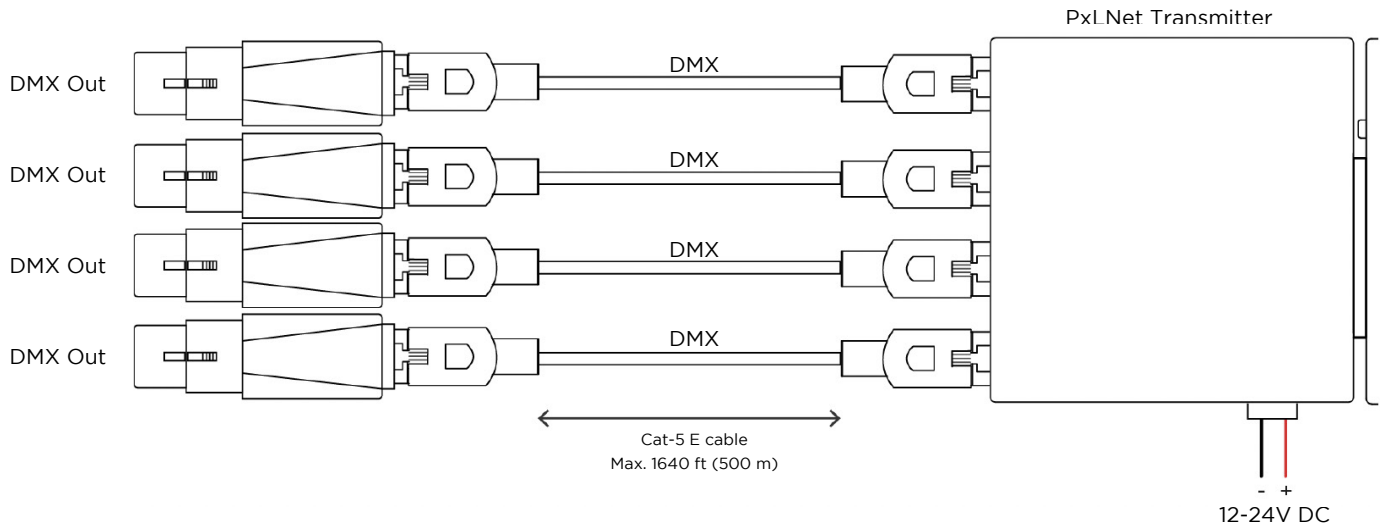 PxLNet Transmitter
DMX Out
DMX
DMX Out
DMX
DMX Out
DMX
DMX Out
DMX
Cat-5 E cable
Max. 1640 ft (500 m)
- +
12-24V DC